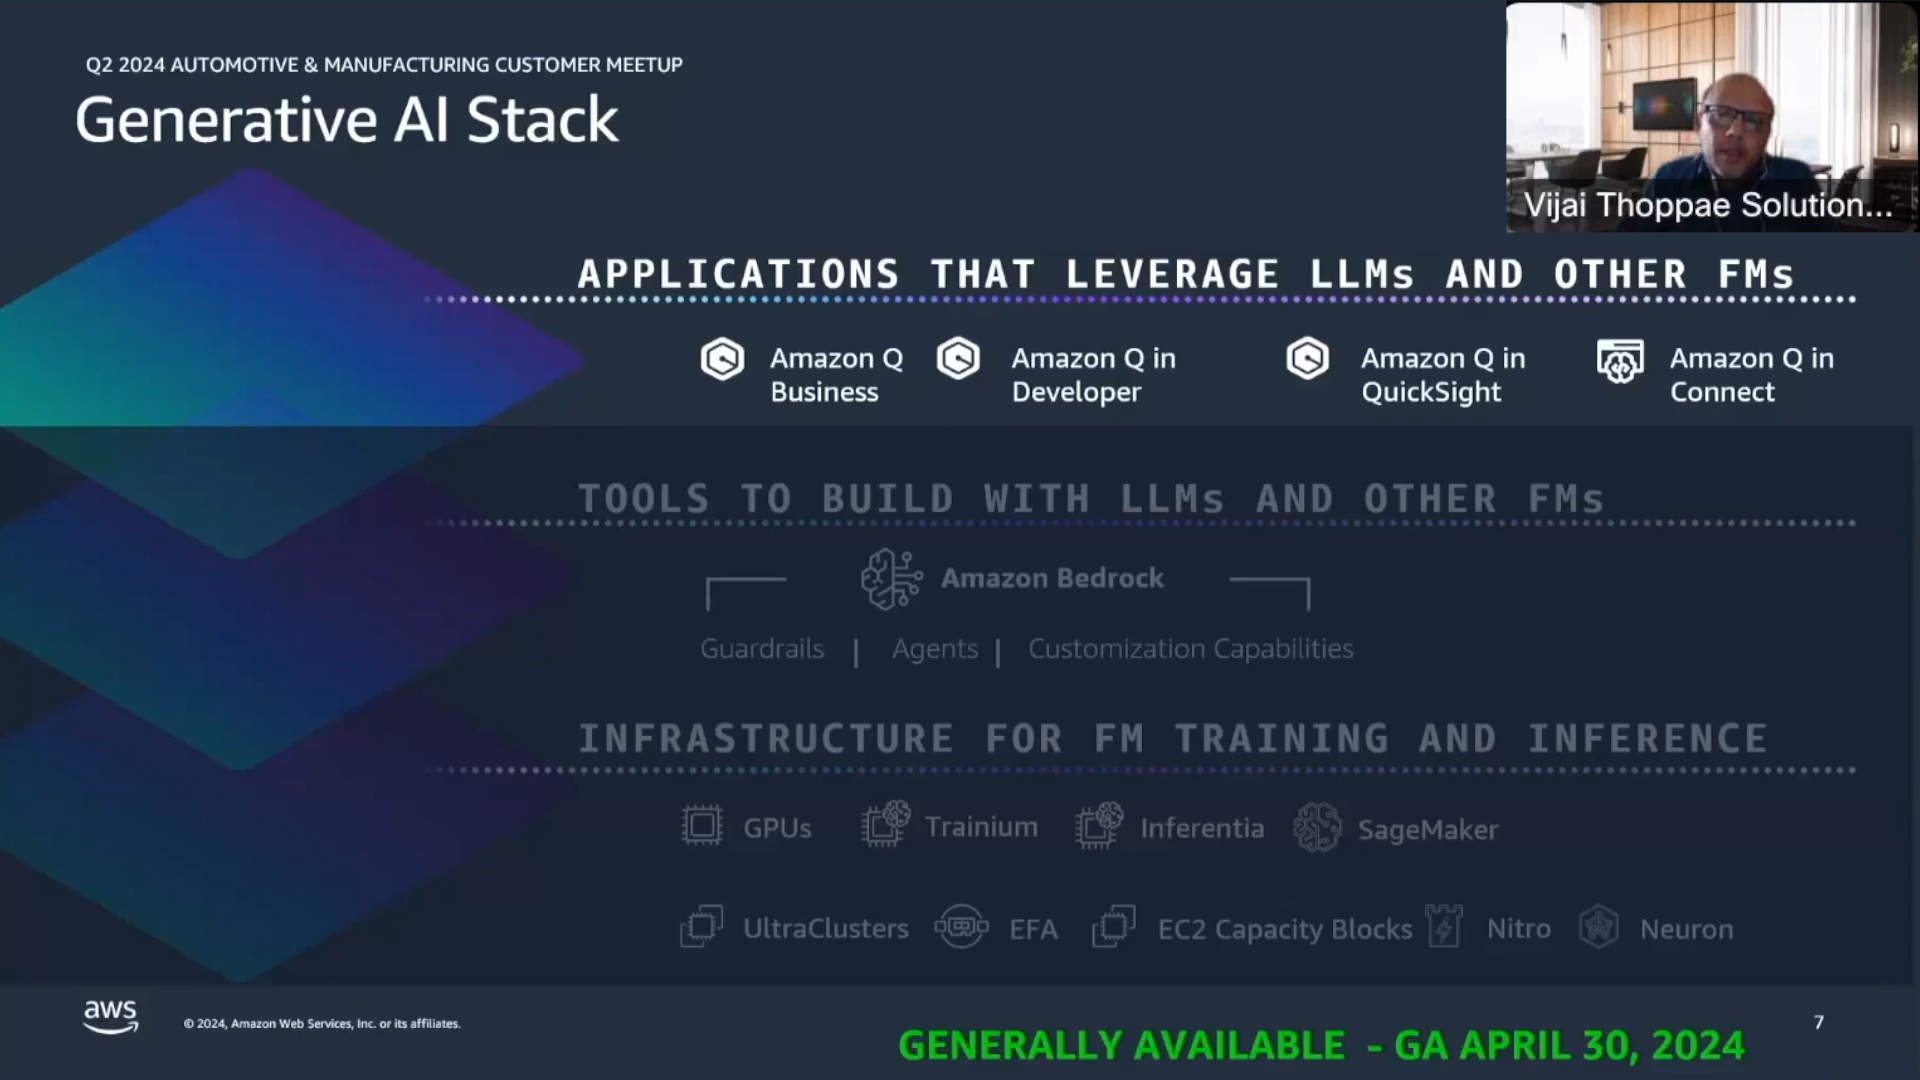 Q2 2024 AUTOMOTIVE & MANUFACTURING CUSTOMER MEETUP
Generative AI Stack
Vijai Thoppae Solution...
APPLICATIONS THAT LEVERAGE LLMs AND OTHER FMs
Amazon Q Business
Amazon Q in Developer
Amazon Q in QuickSight
Amazon Q in Connect
TOOLS TO BUILD WITH LLMs AND OTHER FMs
Amazon Bedrock
Guardrails | Agents | Customization Capabilities
INFRASTRUCTURE FOR FM TRAINING AND INFERENCE
GPUs Trainium Inferentia SageMaker
UltraClusters EFA EC2 Capacity Blocks Nitro Neuron
aws
© 2024, Amazon Web Services, Inc. or its affiliates.
7
GENERALLY AVAILABLE - GA APRIL 30, 2024